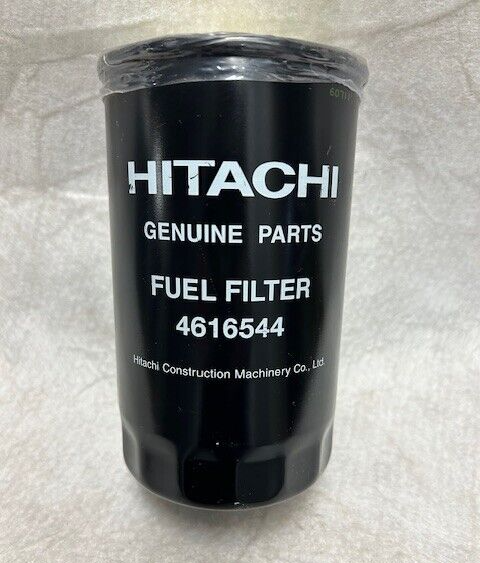 HITACHI
GENUINE PARTS
FUEL FILTER
4616544
Hitachi Construction Machinery Co., Ltd.